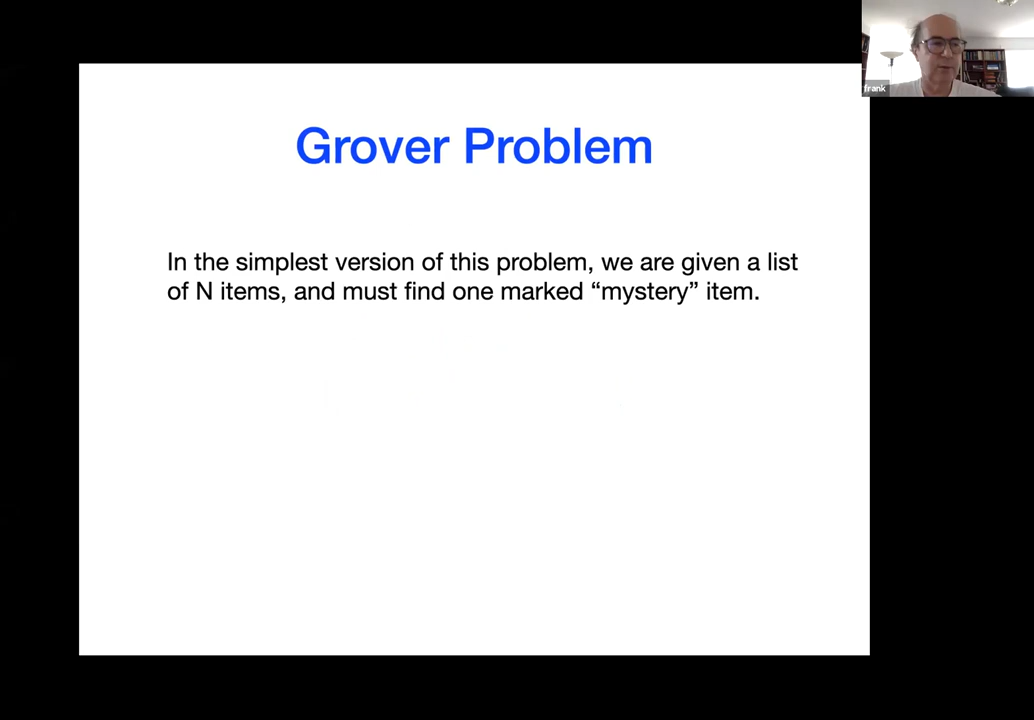 frank
Grover Problem
In the simplest version of this problem, we are given a list
of N items, and must find one marked “mystery” item.